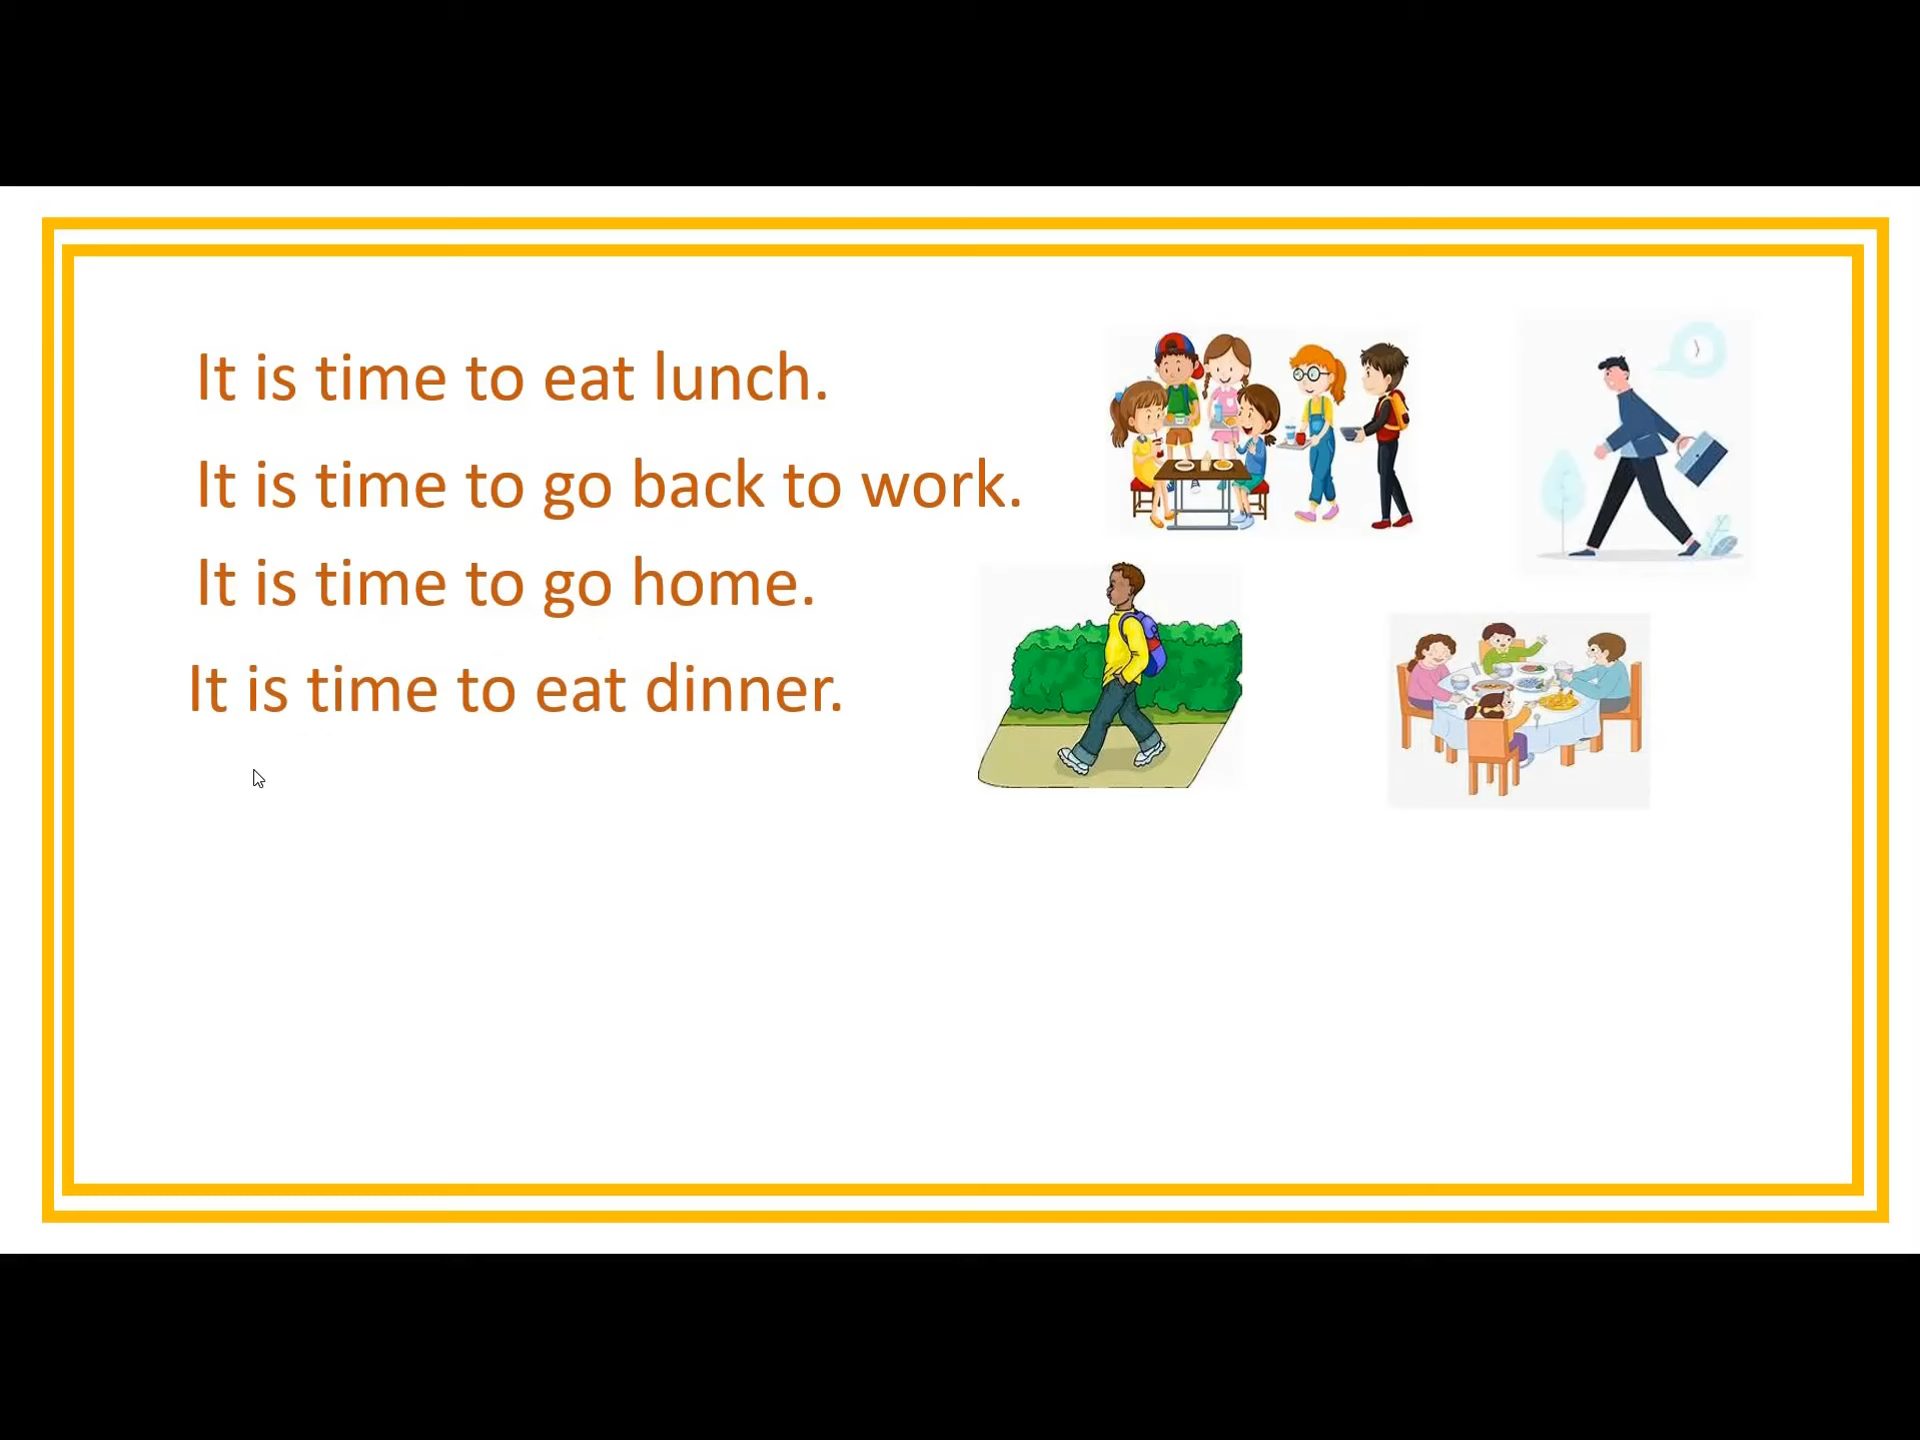 It is time to eat lunch.
It is time to go back to work.
It is time to go home.
It is time to eat dinner.